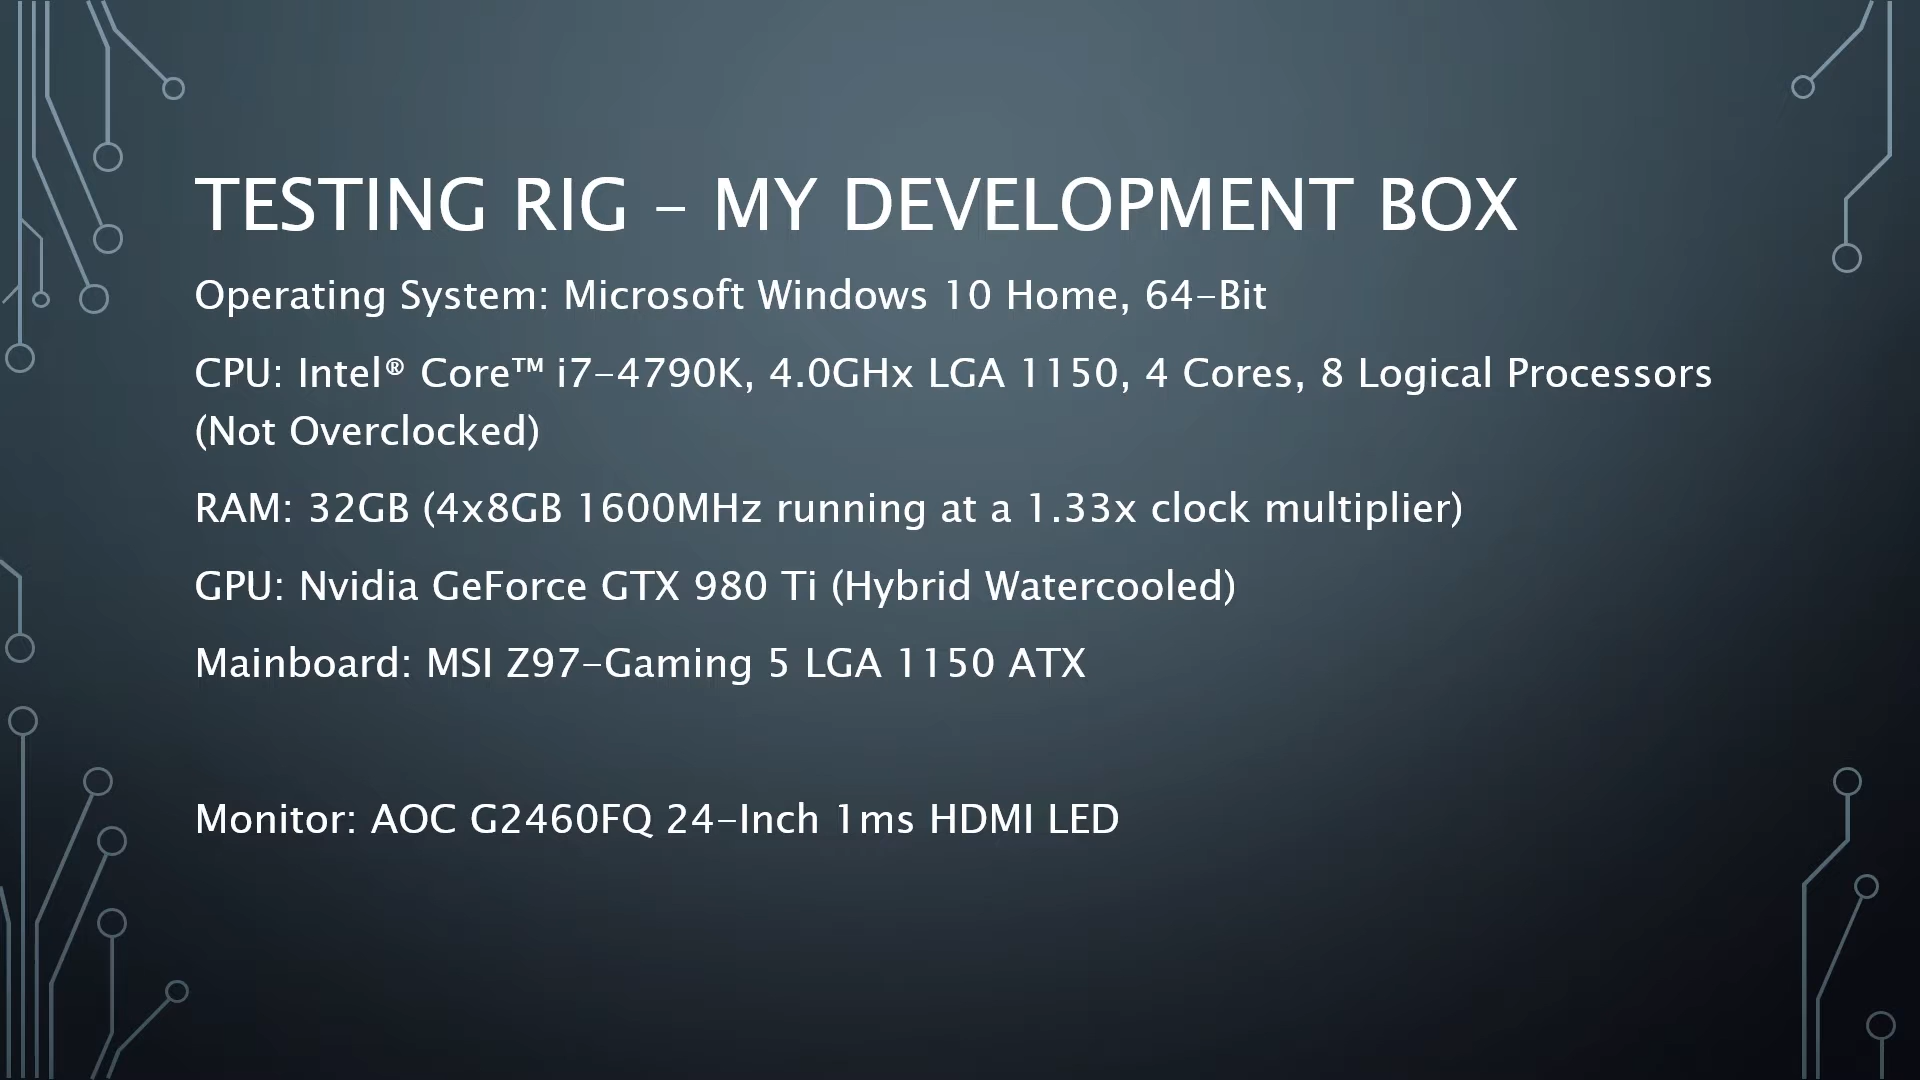 TESTING RIG – MY DEVELOPMENT BOX
Operating System: Microsoft Windows 10 Home, 64-Bit
CPU: Intel® Core™ i7-4790K, 4.0GHx LGA 1150, 4 Cores, 8 Logical Processors
(Not Overclocked)
RAM: 32GB (4x8GB 1600MHz running at a 1.33x clock multiplier)
GPU: Nvidia GeForce GTX 980 Ti (Hybrid Watercooled)
Mainboard: MSI Z97-Gaming 5 LGA 1150 ATX
Monitor: AOC G2460FQ 24-Inch 1ms HDMI LED